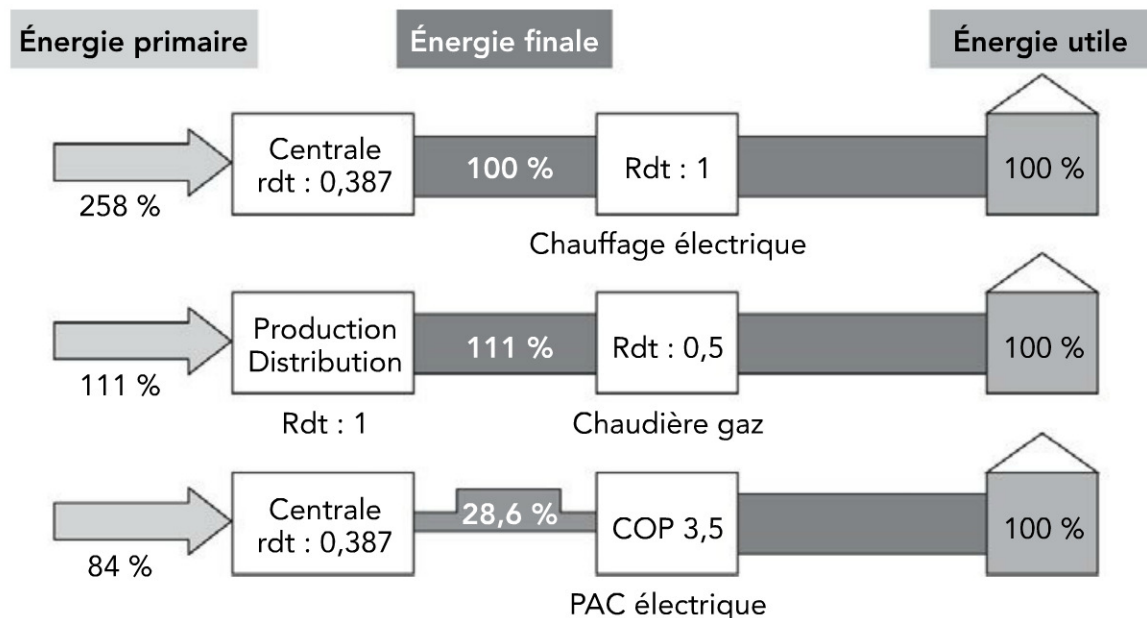 Énergie primaire
Énergie finale
Énergie utile
Centrale
rdt : 0,387
100 %
Rdt : 1
100 %
258 %
Chauffage électrique
Production
Distribution
111 %
Rdt : 0,5
100 %
111 %
Rdt : 1
Chaudière gaz
Centrale
rdt : 0,387
28,6 %
COP 3,5
100 %
84 %
PAC électrique